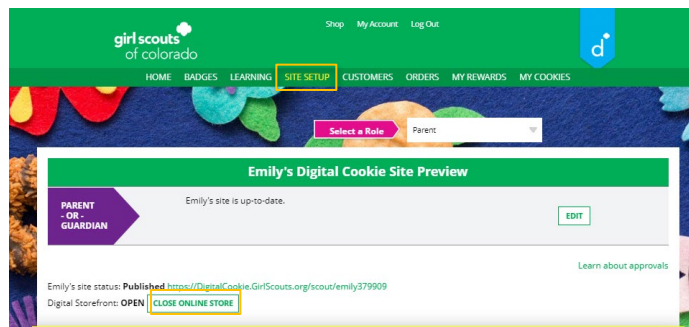 Shop My Account Log Out
girl scouts
of colorado
d
HOME BADGES LEARNING SITE SETUP CUSTOMERS ORDERS MY REWARDS MY COOKIES
Select a Role Parent
Emily's Digital Cookie Site Preview
PARENT
- OR -
GUARDIAN
Emily's site is up-to-date.
EDIT
Learn about approvals
Emily's site status: Published https://DigitalCookie.GirlScouts.org/scout/emily379909
Digital Storefront: OPEN CLOSE ONLINE STORE